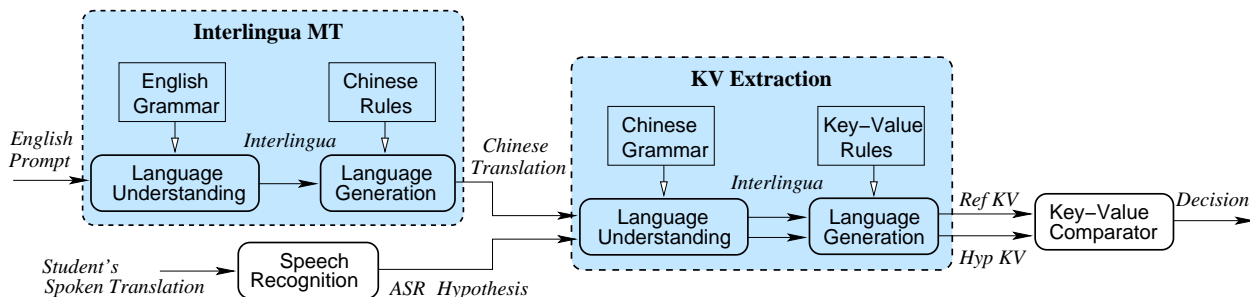 Interlingua MT
English
Grammar
Chinese
Rules
English
Prompt
Interlingua
Language
Understanding
Language
Generation
Chinese
Translation
KV Extraction
Chinese
Grammar
Key-Value
Rules
Interlingua
Language
Understanding
Language
Generation
Ref KV
Hyp KV
Key-Value
Comparator
Decision
Student's
Spoken Translation
Speech
Recognition
ASR Hypothesis